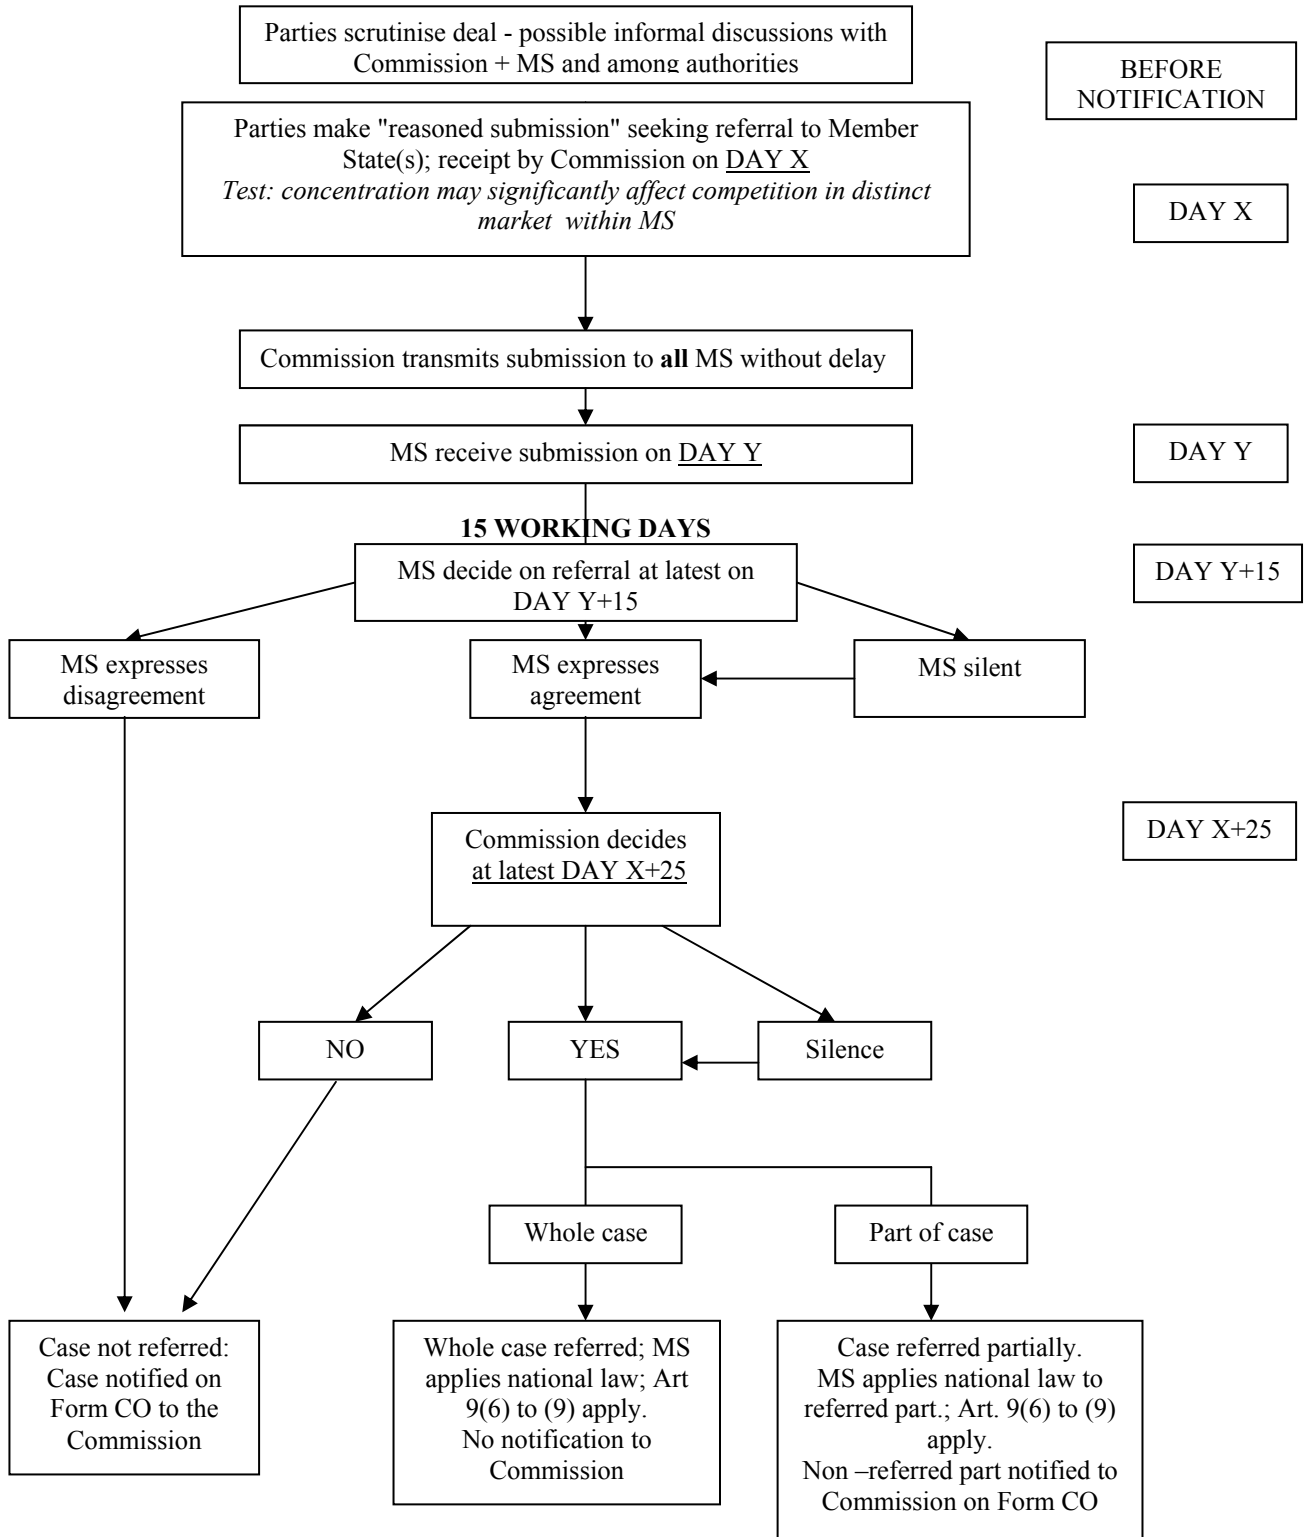 Parties scrutinise deal - possible informal discussions with
Commission + MS and among authorities
BEFORE
NOTIFICATION
Parties make "reasoned submission" seeking referral to Member
State(s); receipt by Commission on DAY X
Test: concentration may significantly affect competition in distinct
market within MS
DAY X
Commission transmits submission to all MS without delay
MS receive submission on DAY Y
DAY Y
15 WORKING DAYS
MS decide on referral at latest on
DAY Y+15
DAY Y+15
MS expresses
disagreement
MS expresses
agreement
MS silent
Commission decides
at latest DAY X+25
DAY X+25
NO
YES
Silence
Whole case
Part of case
Case not referred:
Case notified on
Form CO to the
Commission
Whole case referred; MS
applies national law; Art
9(6) to (9) apply.
No notification to
Commission
Case referred partially.
MS applies national law to
referred part.; Art. 9(6) to (9)
apply.
Non –referred part notified to
Commission on Form CO